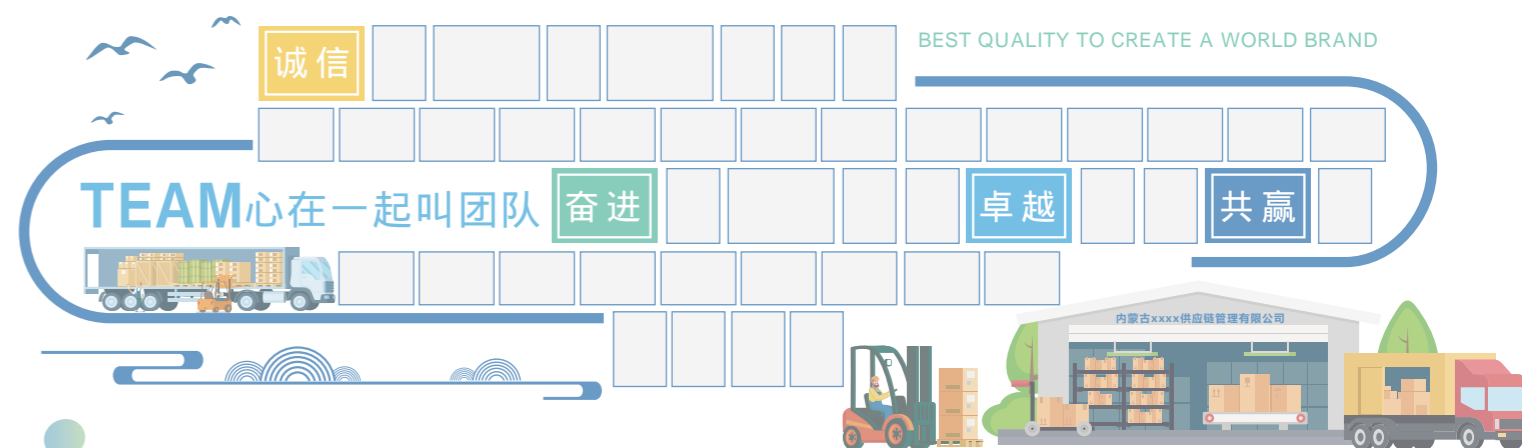 诚信
BEST QUALITY TO CREATE A WORLD BRAND
TEAM心在一起叫团队
奋进
卓越
共赢
内蒙古xxxx供应链管理有限公司